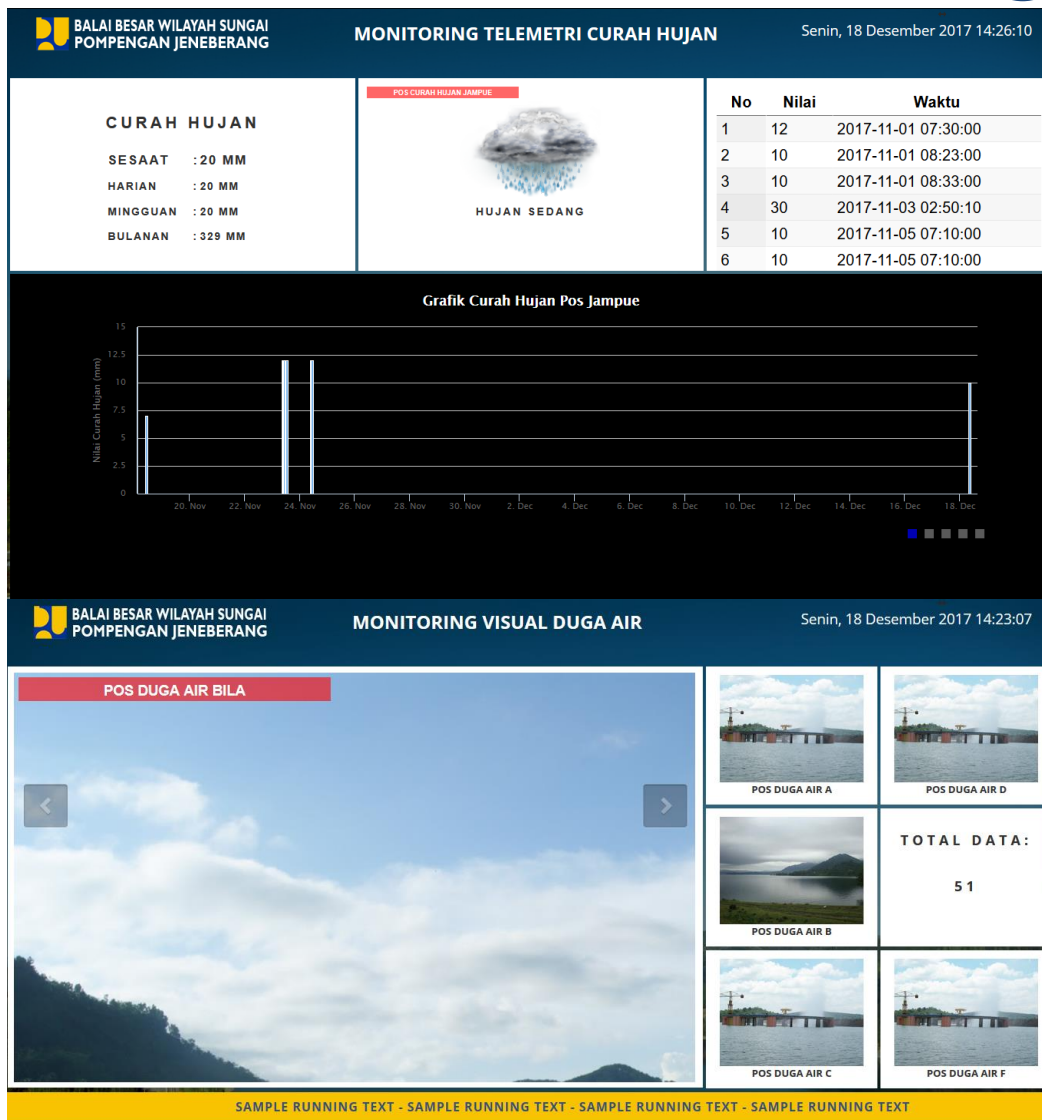 BALAI BESAR WILAYAH SUNGAI
POMPENGAN JENEBERANG
MONITORING TELEMETRI CURAH HUJAN
Senin, 18 Desember 2017 14:26:10
CURAH HUJAN
SESAAT : 20 MM
HARIAN : 20 MM
MINGGUAN : 20 MM
BULANAN : 329 MM
POS CURAH HUJAN JAMPUE
HUJAN SEDANG
No Nilai Waktu
1 12 2017-11-01 07:30:00
2 10 2017-11-01 08:23:00
3 10 2017-11-01 08:33:00
4 30 2017-11-03 02:50:10
5 10 2017-11-05 07:10:00
6 10 2017-11-05 07:10:00
Grafik Curah Hujan Pos Jampue
Nilai Curah Hujan (mm)
15
12.5
10
7.5
5
2.5
0
20. Nov 22. Nov 24. Nov 26. Nov 28. Nov 30. Nov 2. Dec 4. Dec 6. Dec 8. Dec 10. Dec 12. Dec 14. Dec 16. Dec 18. Dec
BALAI BESAR WILAYAH SUNGAI
POMPENGAN JENEBERANG
MONITORING VISUAL DUGA AIR
Senin, 18 Desember 2017 14:23:07
POS DUGA AIR BILA
POS DUGA AIR A
POS DUGA AIR D
POS DUGA AIR B
TOTAL DATA:
51
POS DUGA AIR C
POS DUGA AIR F
SAMPLE RUNNING TEXT - SAMPLE RUNNING TEXT - SAMPLE RUNNING TEXT - SAMPLE RUNNING TEXT